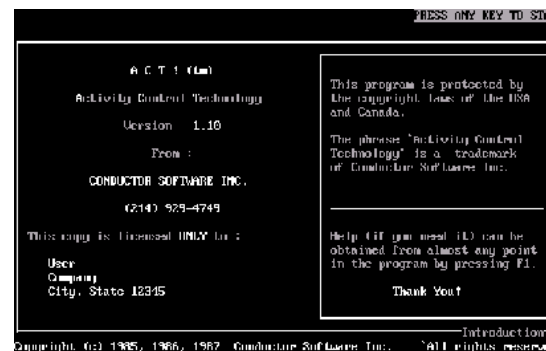 PRESS ANY KEY TO ST
A C T ! (tm)
Activity Control Technology
Version 1.10
From :
CONDUCTOR SOFTWARE INC.
(214) 929-4749
This copy is licensed ONLY to :
User
Company
City, State 12345
This program is protected by
the copyright laws of the USA
and Canada.
The phrase `Activity Control
Technology' is a trademark
of Conductor Software Inc.
Help (if you need it) can be
obtained from almost any point
in the program by pressing F1.
Thank You!
Introduction
Copyright (c) 1985, 1986, 1987 Conductor Software Inc. `All rights reserv